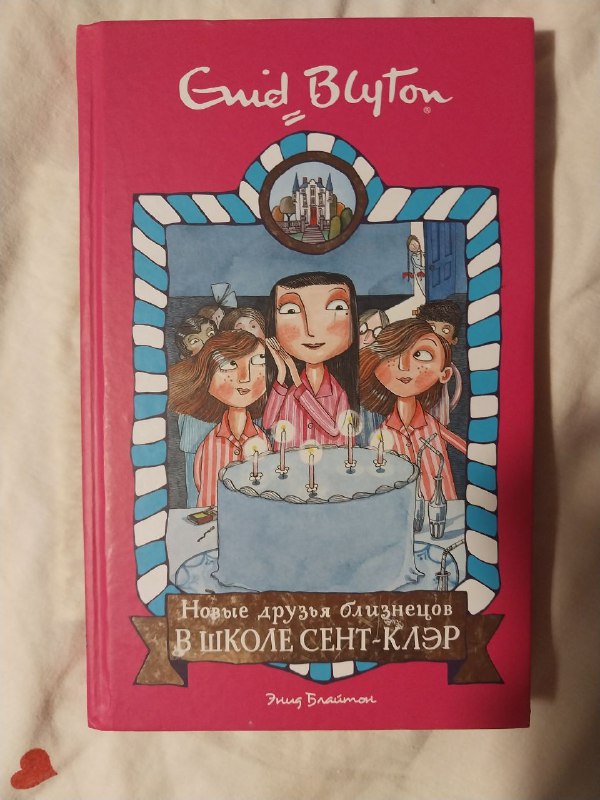 Enid Blyton®
Новые друзья близнецов
В ШКОЛЕ СЕНТ-КЛЭР
Энид Блайтон